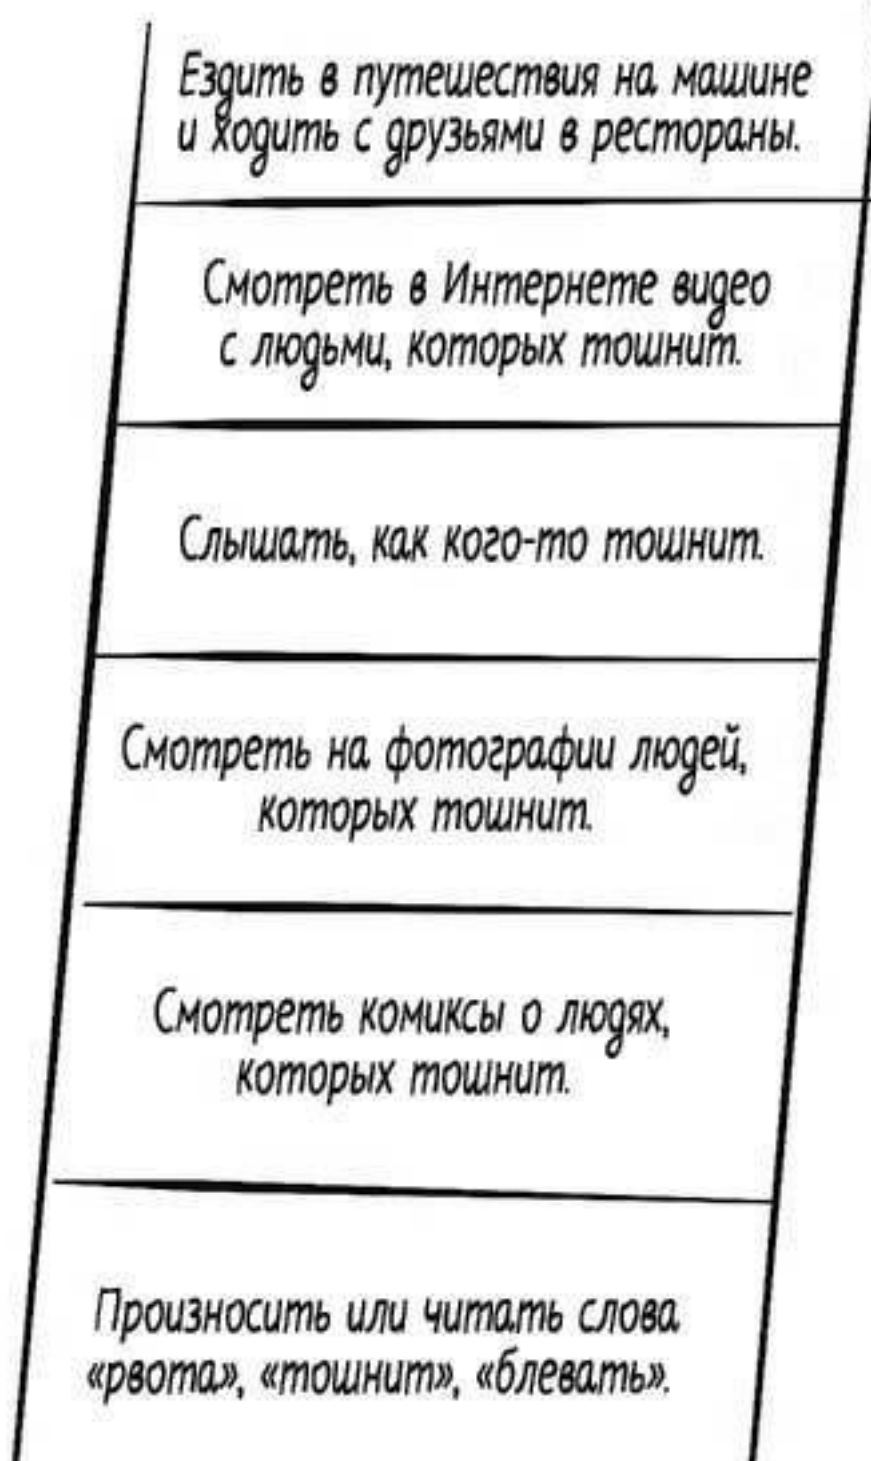 Ездить в путешествия на машине
и ходить с друзьями в рестораны.
Смотреть в Интернете видео
с людьми, которых тошнит.
Слышать, как кого-то тошнит.
Смотреть на фотографии людей,
которых тошнит.
Смотреть комиксы о людях,
которых тошнит.
Произносить или читать слова
«рвота», «тошнит», «блевать».